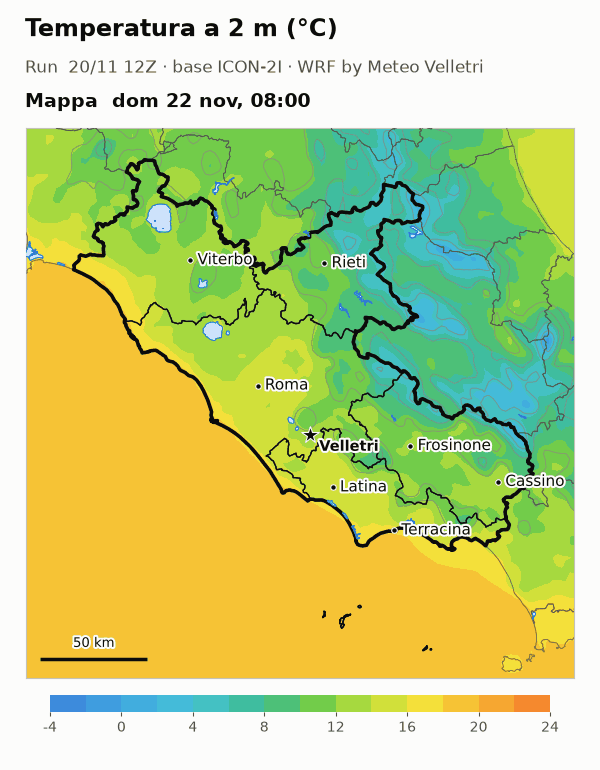 Temperatura a 2 m (°C)
Run  20/11 12Z · base ICON-2I · WRF by Meteo Velletri
Mappa  dom 22 nov, 08:00
Viterbo
Rieti
Roma
Velletri
Frosinone
Cassino
Latina
Terracina
50 km
-4 0 4 8 12 16 20 24